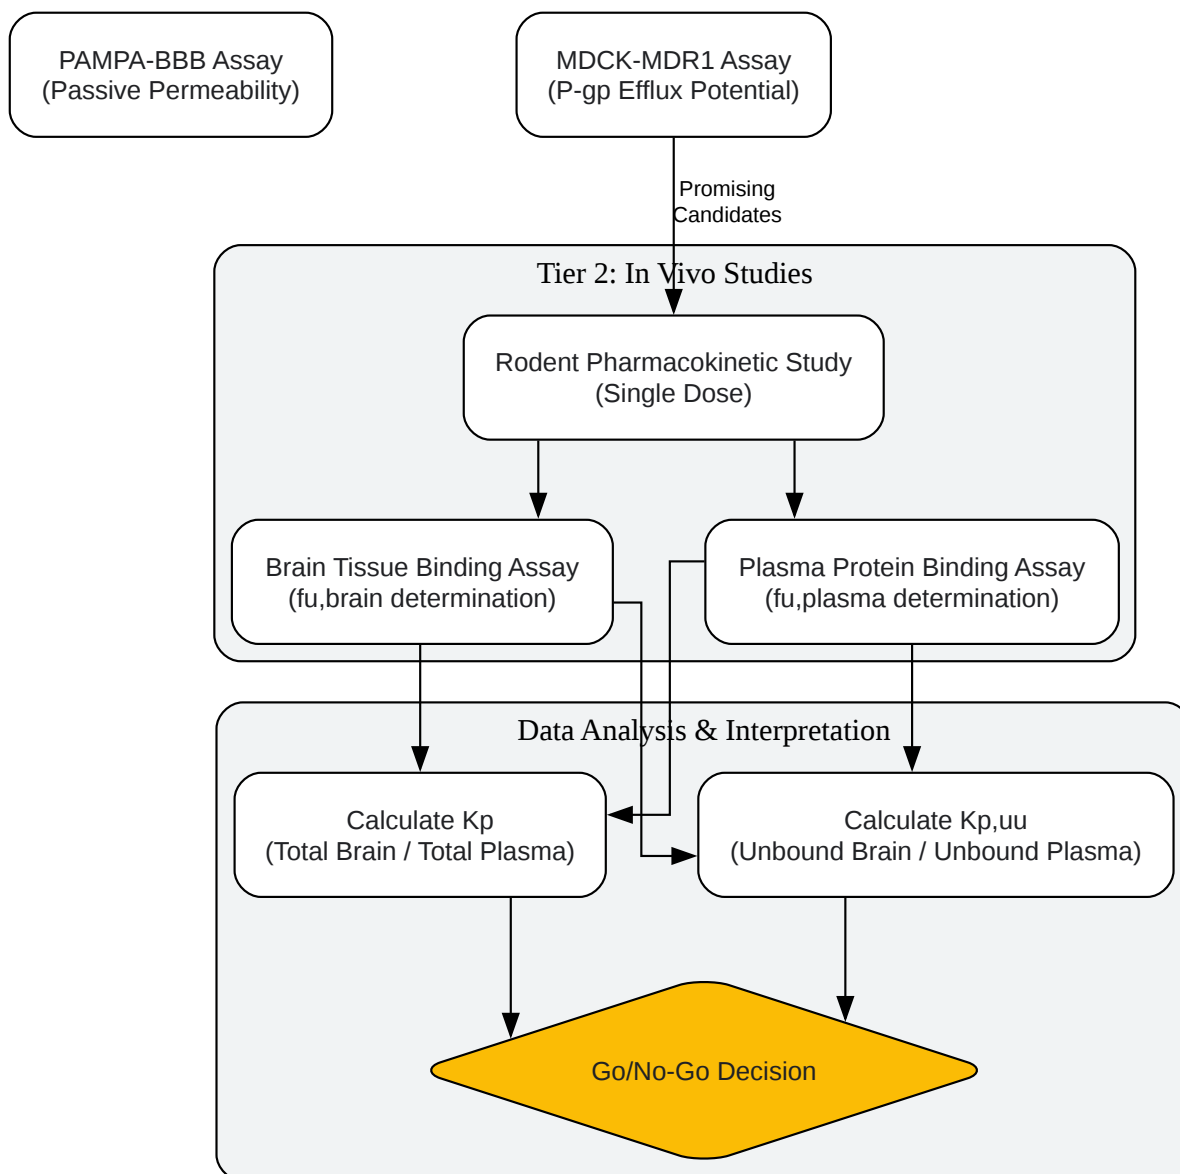 PAMPA-BBB Assay
(Passive Permeability)
MDCK-MDR1 Assay
(P-gp Efflux Potential)
Promising
Candidates
Tier 2: In Vivo Studies
Rodent Pharmacokinetic Study
(Single Dose)
Brain Tissue Binding Assay
(fu,brain determination)
Plasma Protein Binding Assay
(fu,plasma determination)
Data Analysis & Interpretation
Calculate Kp
(Total Brain / Total Plasma)
Calculate Kp,uu
(Unbound Brain / Unbound Plasma)
Go/No-Go Decision